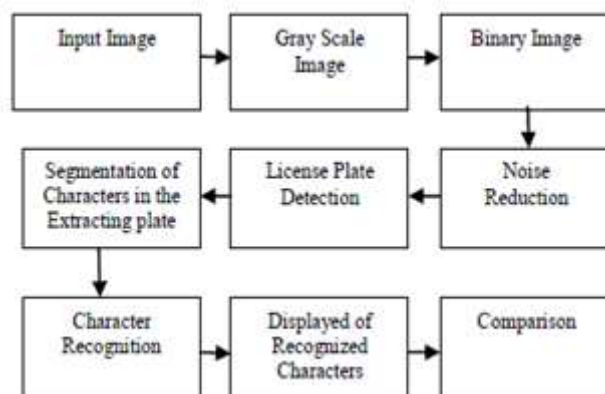 Input Image
Gray Scale
Image
Binary Image
Segmentation of
Characters in the
Extracting plate
License Plate
Detection
Noise
Reduction
Character
Recognition
Displayed of
Recognized
Characters
Comparison